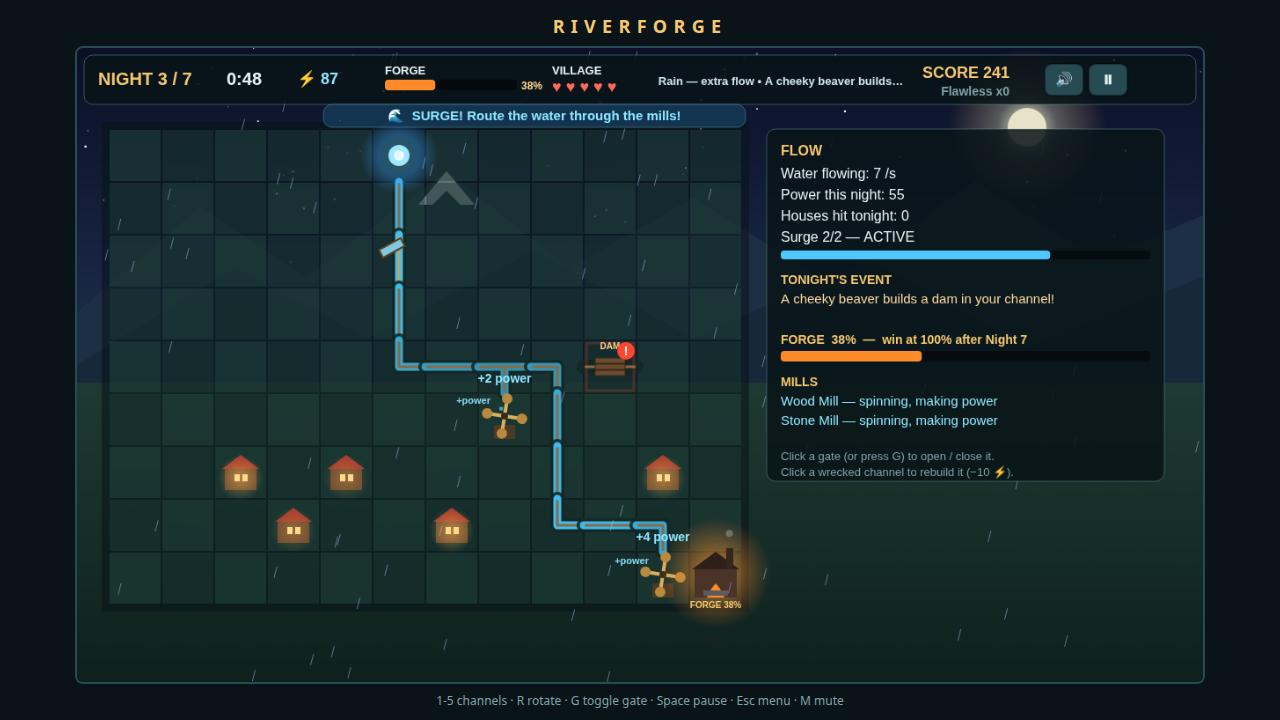 RIVERFORGE
NIGHT 3 / 7
0:48
⚡ 87
FORGE
38%
VILLAGE
♥ ♥ ♥ ♥ ♥
Rain — extra flow • A cheeky beaver builds…
SCORE 241
Flawless x0
🌊 SURGE! Route the water through the mills!
DAM
!
+2 power
+power
+4 power
+power
FORGE 38%
FLOW
Water flowing: 7 /s
Power this night: 55
Houses hit tonight: 0
Surge 2/2 — ACTIVE
TONIGHT'S EVENT
A cheeky beaver builds a dam in your channel!
FORGE 38% — win at 100% after Night 7
MILLS
Wood Mill — spinning, making power
Stone Mill — spinning, making power
Click a gate (or press G) to open / close it.
Click a wrecked channel to rebuild it (−10 ⚡).
1-5 channels · R rotate · G toggle gate · Space pause · Esc menu · M mute